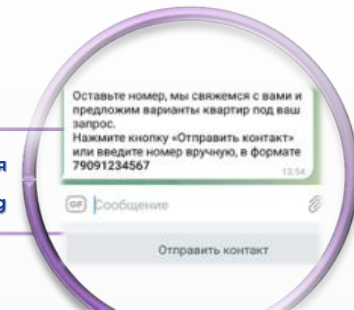 Оставьте номер, мы свяжемся с вами и
предложим варианты квартир под ваш
запрос.
Нажмите кнопку «Отправить контакт»
или введите номер вручную, в формате
79091234567
13:54
я
GIF Сообщение
Отправить контакт